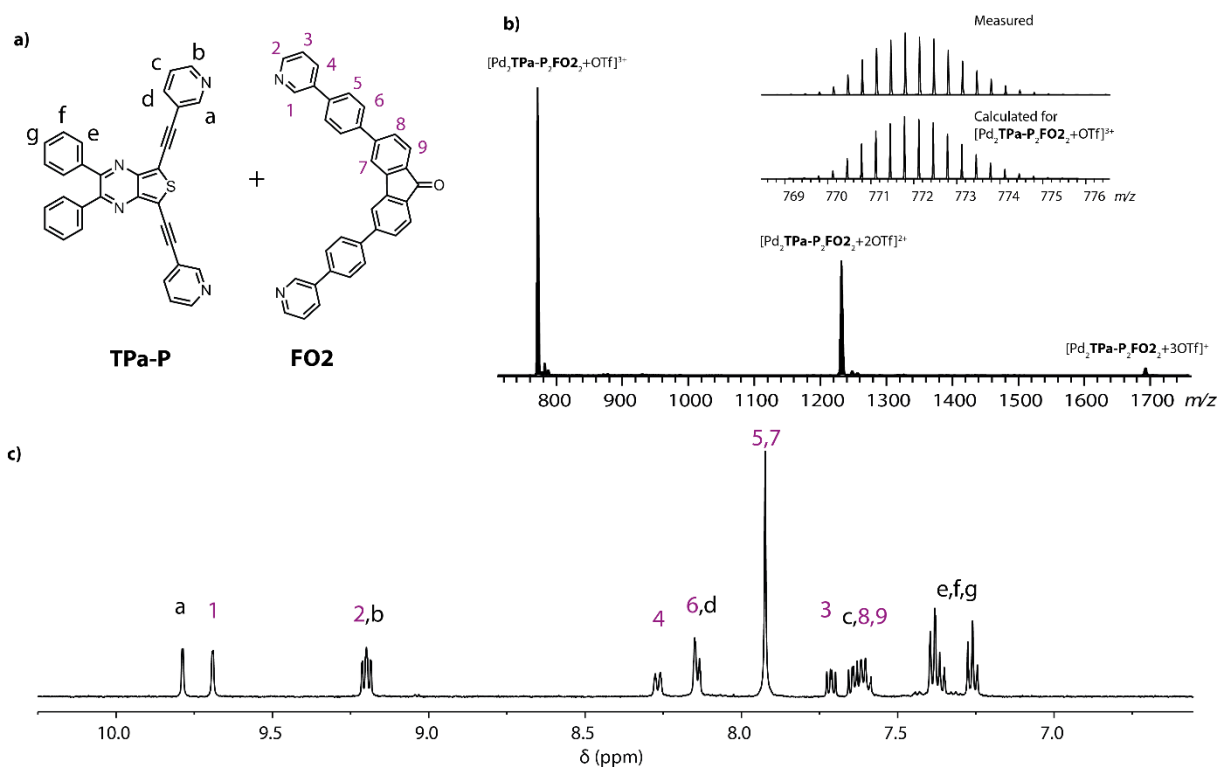 a)
b
c
d
a
f
g
e
N
N
N
S
N
TPa-P
+
2
3
4
N
1
5
6
8
9
7
O
N
FO2
b)
[Pd₂TPa-P₂FO2₂+OTf]³⁺
Measured
Calculated for
[Pd₂TPa-P₂FO2₂+OTf]³⁺
769 770 771 772 773 774 775 776 m/z
[Pd₂TPa-P₂FO2₂+2OTf]²⁺
[Pd₂TPa-P₂FO2₂+3OTf]⁺
800 900 1000 1100 1200 1300 1400 1500 1600 1700 m/z
c)
a
1
2,b
4
6,d
5,7
3
c,8,9
e,f,g
10.0 9.5 9.0 8.5 8.0 7.5 7.0
δ (ppm)